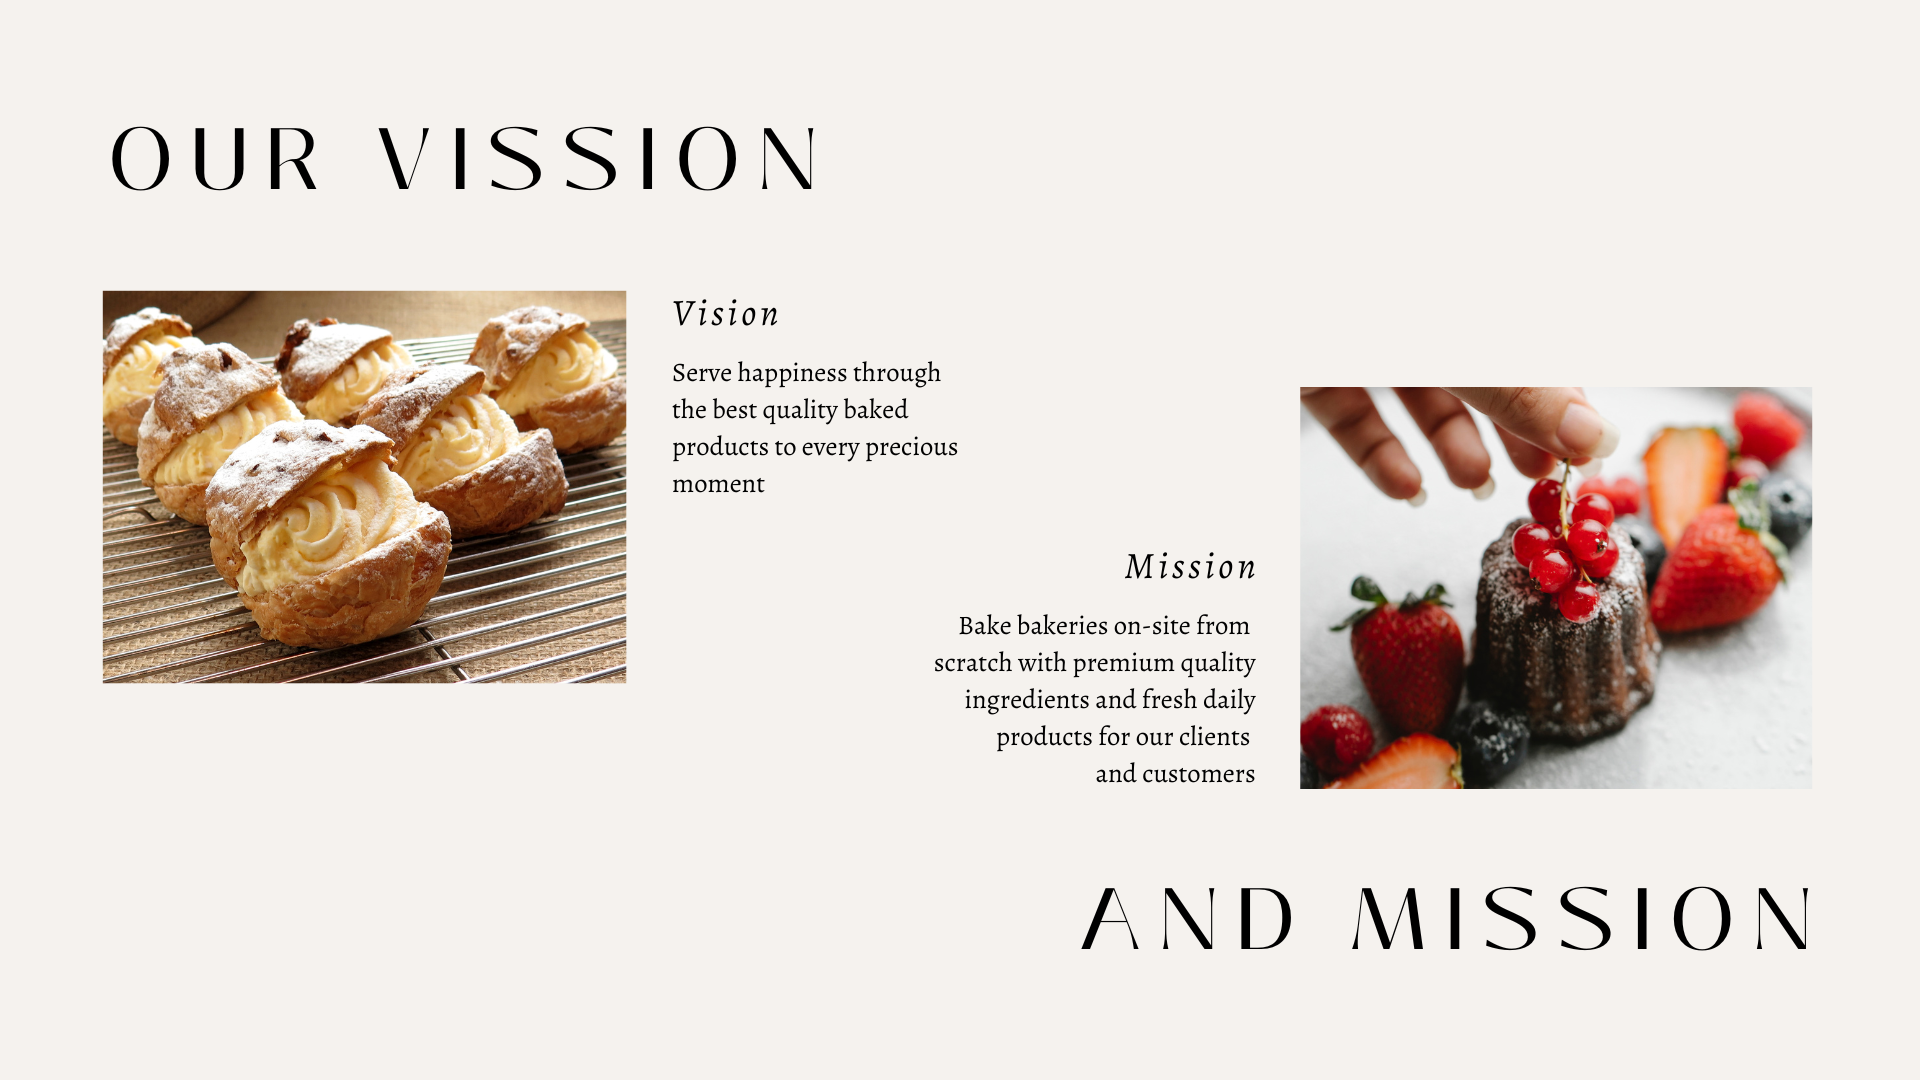 OUR VISSION
Vision
Serve happiness through
the best quality baked
products to every precious
moment
Mission
Bake bakeries on-site from
scratch with premium quality
ingredients and fresh daily
products for our clients
and customers
AND MISSION